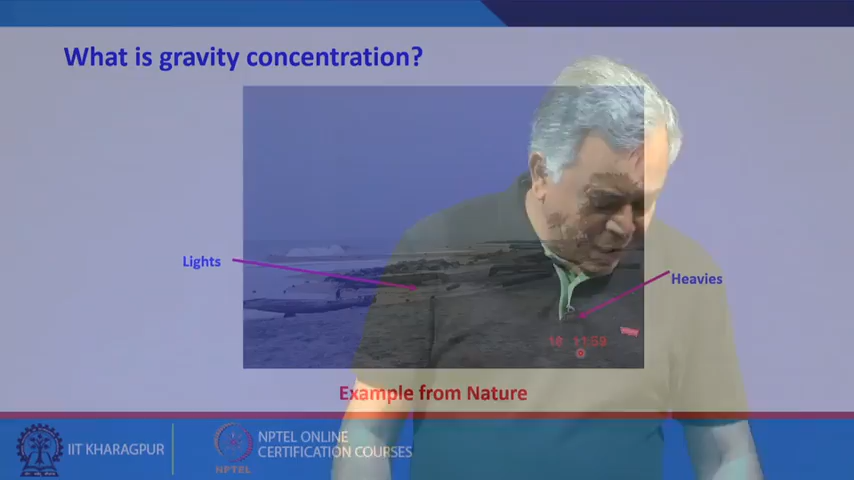 What is gravity concentration?
Lights
Heavies
Example from Nature
IIT KHARAGPUR
NPTEL
NPTEL ONLINE
CERTIFICATION COURSES